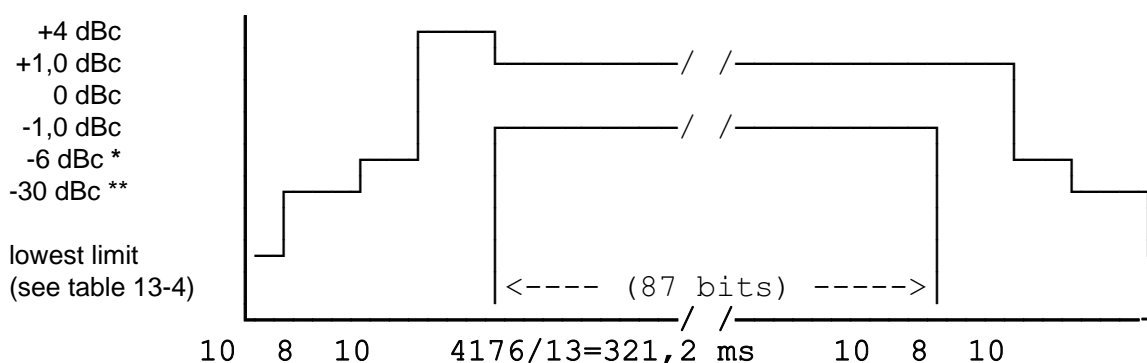 +4 dBc
+1,0 dBc
0 dBc
-1,0 dBc
-6 dBc *
-30 dBc **
lowest limit
(see table 13-4)
/ /
/ /
<---- (87 bits) ----->
/ /
10 8 10 4176/13=321,2 ms 10 8 10